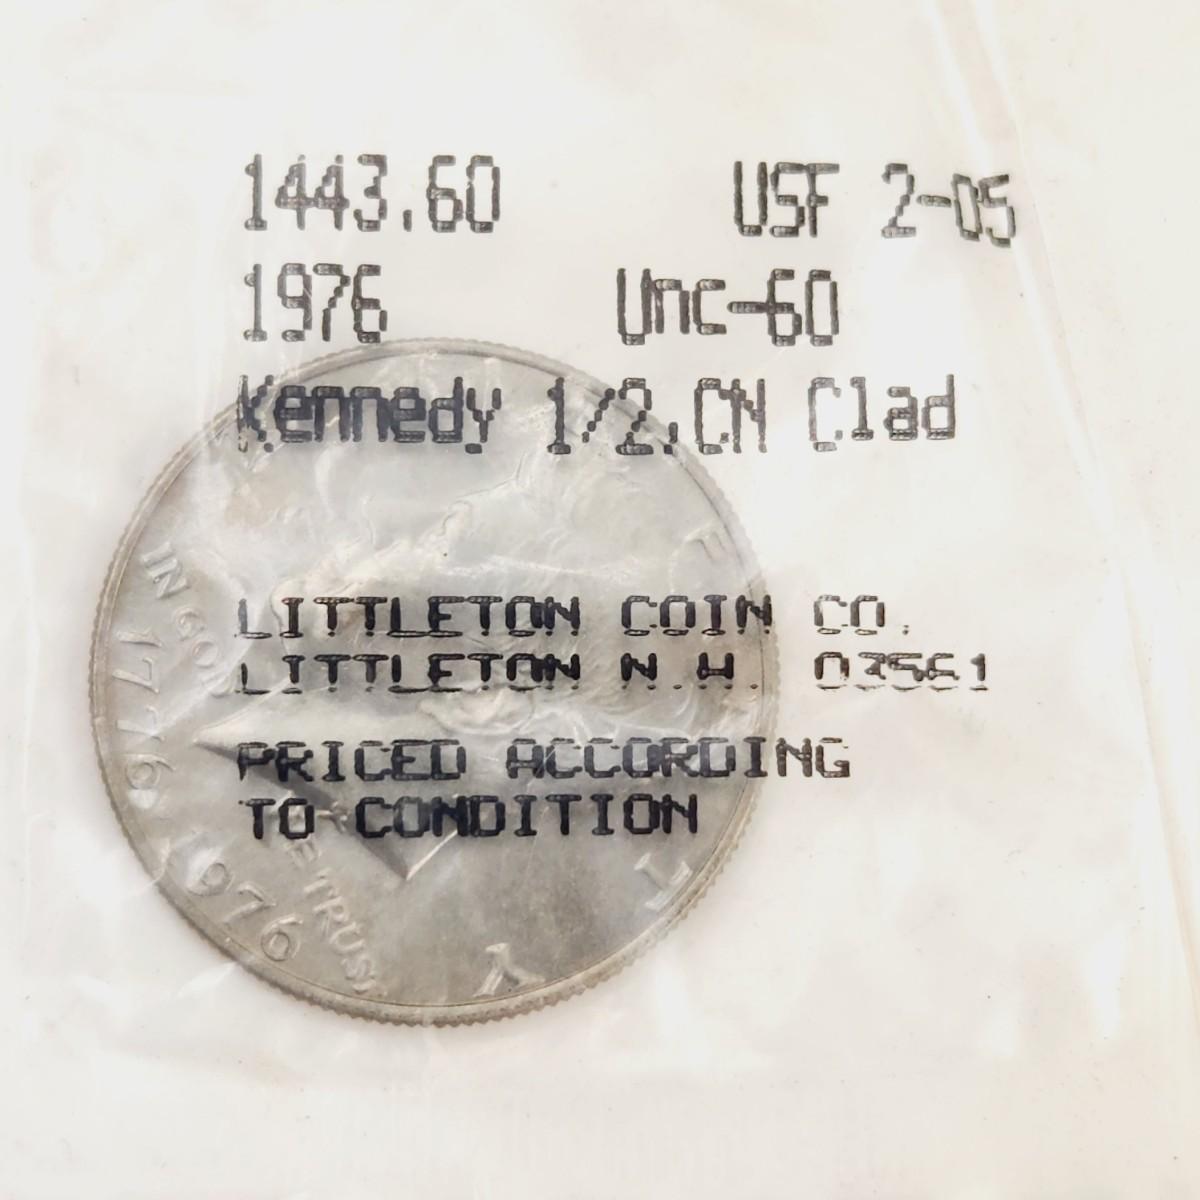 1443.60 USF 2-05
1976 Unc-60
Kennedy 1/2,CN Clad
LITTLETON COIN CO.
LITTLETON N.H. 03561
PRICED ACCORDING
TO CONDITION
IN GOD
E TRUST
1776·1976
L
Y